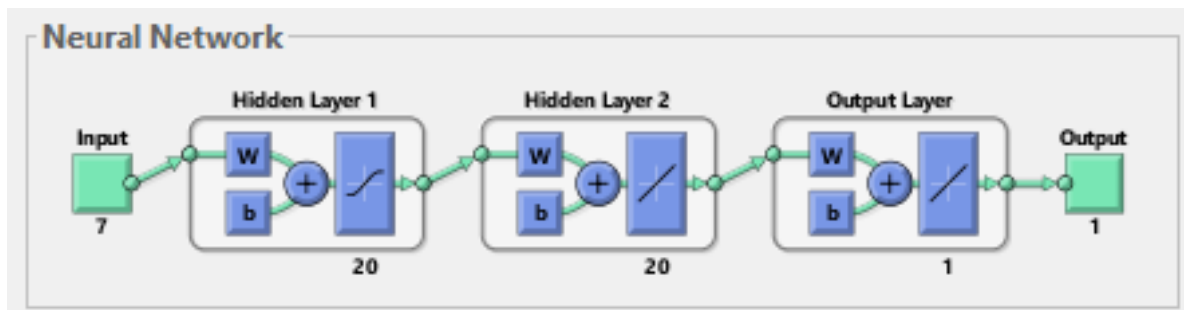 Neural Network
Hidden Layer 1
Hidden Layer 2
Output Layer
Input
Output
W
b
+
W
b
+
W
b
+
7
20
20
1
1